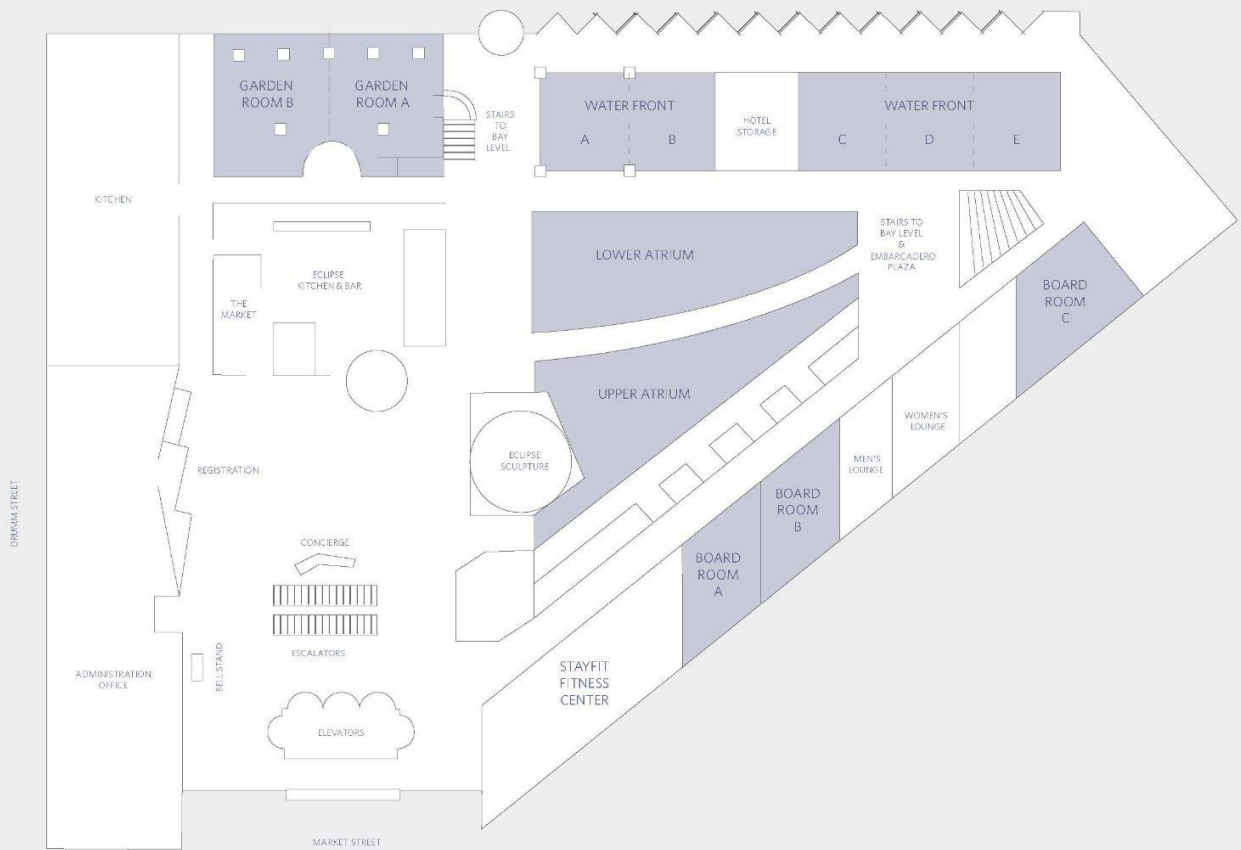 GARDEN
ROOM B
GARDEN
ROOM A
STAIRS
TO
BAY
LEVEL
WATER FRONT
A
B
HOTEL
STORAGE
WATER FRONT
C
D
E
KITCHEN
ECLIPSE
KITCHEN & BAR
THE
MARKET
LOWER ATRIUM
STAIRS TO
BAY LEVEL
&
EMBARCADERO
PLAZA
BOARD
ROOM
C
UPPER ATRIUM
WOMEN'S
LOUNGE
MEN'S
LOUNGE
ECLIPSE
SCULPTURE
REGISTRATION
BOARD
ROOM
B
BOARD
ROOM
A
DRUMM STREET
CONCIERGE
ESCALATORS
BELL STAND
ADMINISTRATION
OFFICE
STAYFIT
FITNESS
CENTER
ELEVATORS
MARKET STREET